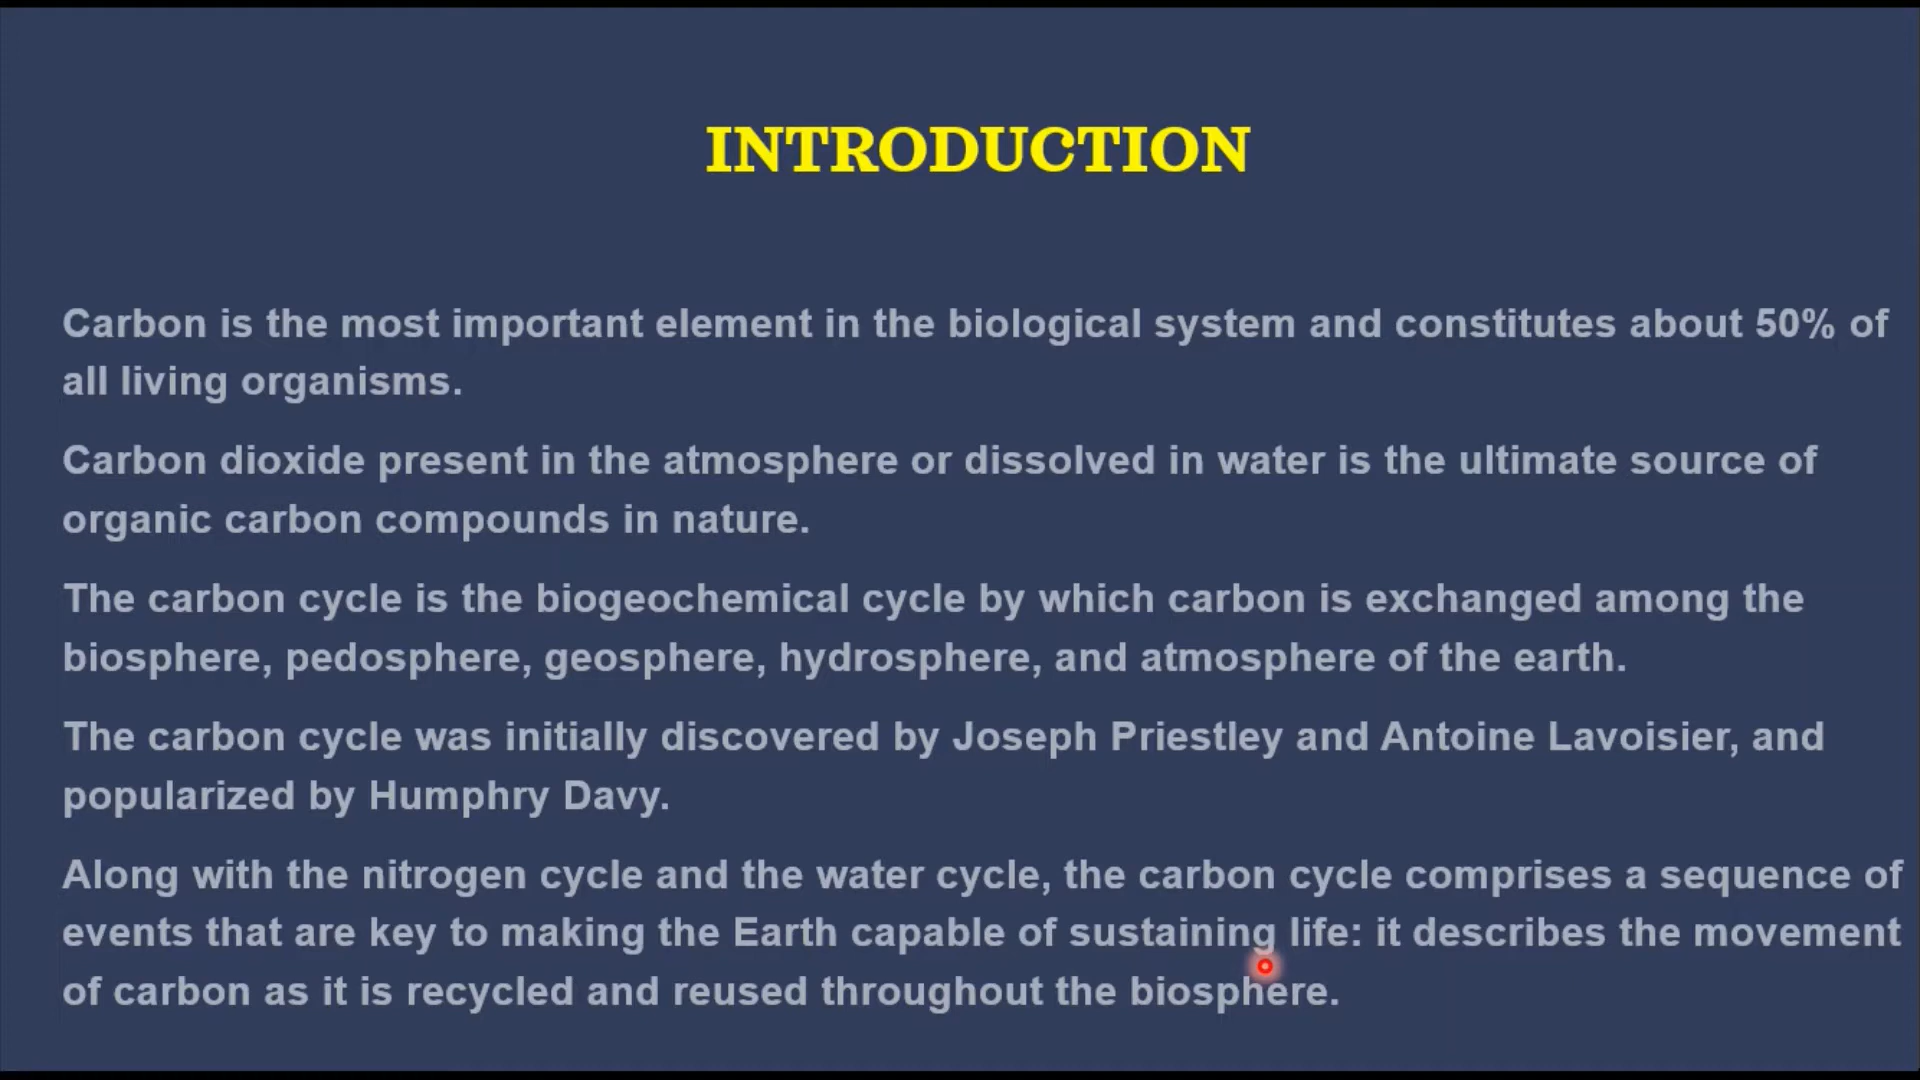 INTRODUCTION
Carbon is the most important element in the biological system and constitutes about 50% of
all living organisms.
Carbon dioxide present in the atmosphere or dissolved in water is the ultimate source of
organic carbon compounds in nature.
The carbon cycle is the biogeochemical cycle by which carbon is exchanged among the
biosphere, pedosphere, geosphere, hydrosphere, and atmosphere of the earth.
The carbon cycle was initially discovered by Joseph Priestley and Antoine Lavoisier, and
popularized by Humphry Davy.
Along with the nitrogen cycle and the water cycle, the carbon cycle comprises a sequence of
events that are key to making the Earth capable of sustaining life: it describes the movement
of carbon as it is recycled and reused throughout the biosphere.